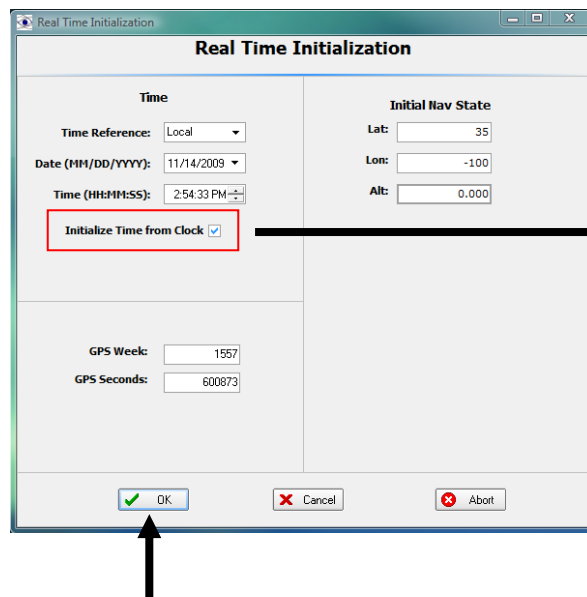 Real Time Initialization
Real Time Initialization
Time
Time Reference: Local
Date (MM/DD/YYYY): 11/14/2009
Time (HH:MM:SS): 2:54:33 PM
Initialize Time from Clock
GPS Week: 1557
GPS Seconds: 600873
Initial Nav State
Lat: 35
Lon: -100
Alt: 0.000
OK
Cancel
Abort